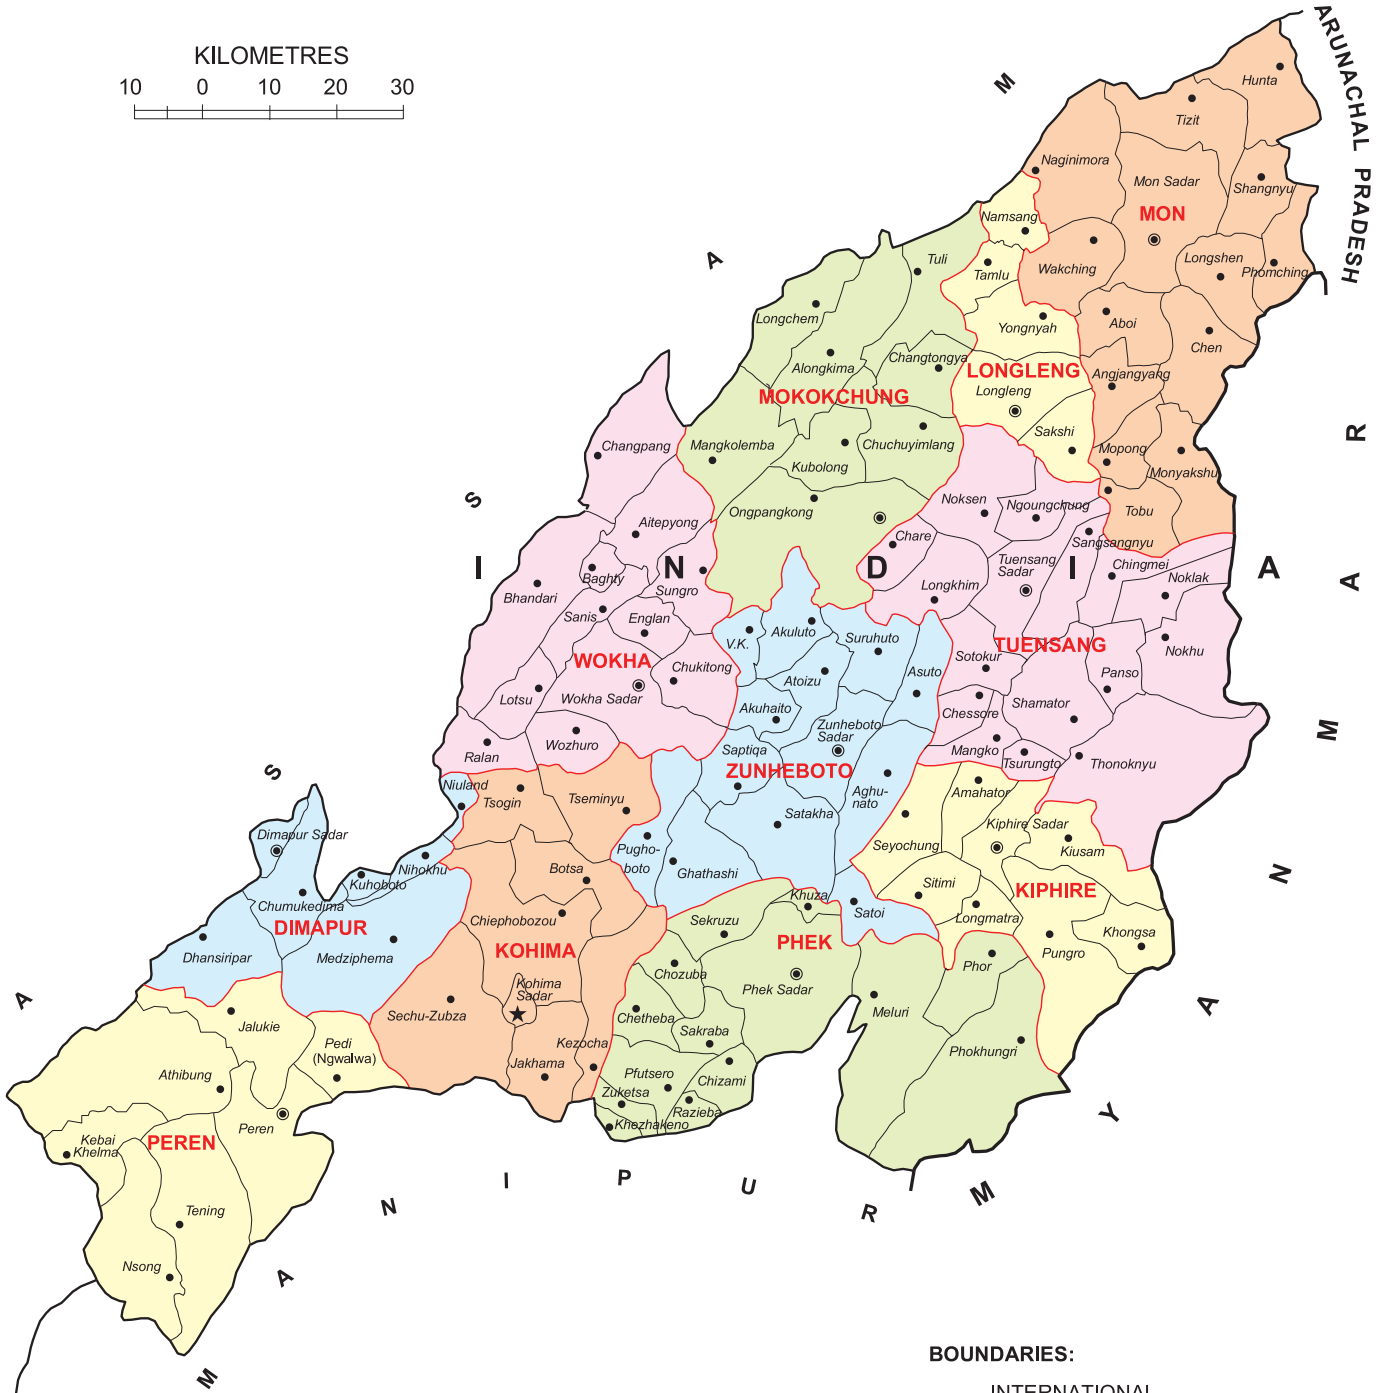 KILOMETRES
10 0 10 20 30
ARUNACHAL PRADESH
ASSAM
MANIPUR
MYANMAR
INDIA
MON
Hunta
Tizit
Naginimora
Mon Sadar
Shangnyu
Wakching
Longshen
Phomching
Aboi
Chen
Angjangyang
Mopong
Monyakshu
Tobu
LONGLENG
Namsang
Tamlu
Yongnyah
Longleng
Sakshi
MOKOKCHUNG
Tuli
Longchem
Alongkima
Changtongya
Mangkolemba
Kubolong
Chuchuyimlang
Ongpangkong
TUENSANG
Noksen
Ngoungchung
Chare
Longkhim
Tuensang
Sadar
Sangsangnyu
Chingmei
Noklak
Nokhu
Panso
Sotokur
Shamator
Chessore
Mangko
Tsurungto
Thonoknyu
WOKHA
Changpang
Aitepyong
Baghty
Bhandari
Sungro
Sanis
Englan
Chukitong
Lotsu
Wokha Sadar
Wozhuro
Ralan
ZUNHEBOTO
V.K.
Akuluto
Suruhuto
Asuto
Atoizu
Akuhaito
Zunheboto
Sadar
Saptiqa
Aghu-
nato
Satakha
Pugho-
boto
Ghathashi
Satoi
KIPHIRE
Amahator
Seyochung
Kiphire Sadar
Kiusam
Sitimi
Longmatra
Pungro
Khongsa
DIMAPUR
Niuland
Dimapur Sadar
Nihokhu
Kuhoboto
Chumukedima
Dhansiripar
Medziphema
KOHIMA
Tsogin
Tseminyu
Botsa
Chiephobozou
Kohima
Sadar
Sechu-Zubza
Jakhama
Kezocha
PHEK
Khuza
Sekruzu
Chozuba
Phek Sadar
Chetheba
Sakraba
Meluri
Phor
Phokhungri
Pfutsero
Chizami
Zuketsa
Razieba
Khezhakeno
PEREN
Jalukie
Pedi
(Ngwalwa)
Athibung
Peren
Kebai
Khelma
Tening
Nsong
BOUNDARIES:
INTERNATIONAL